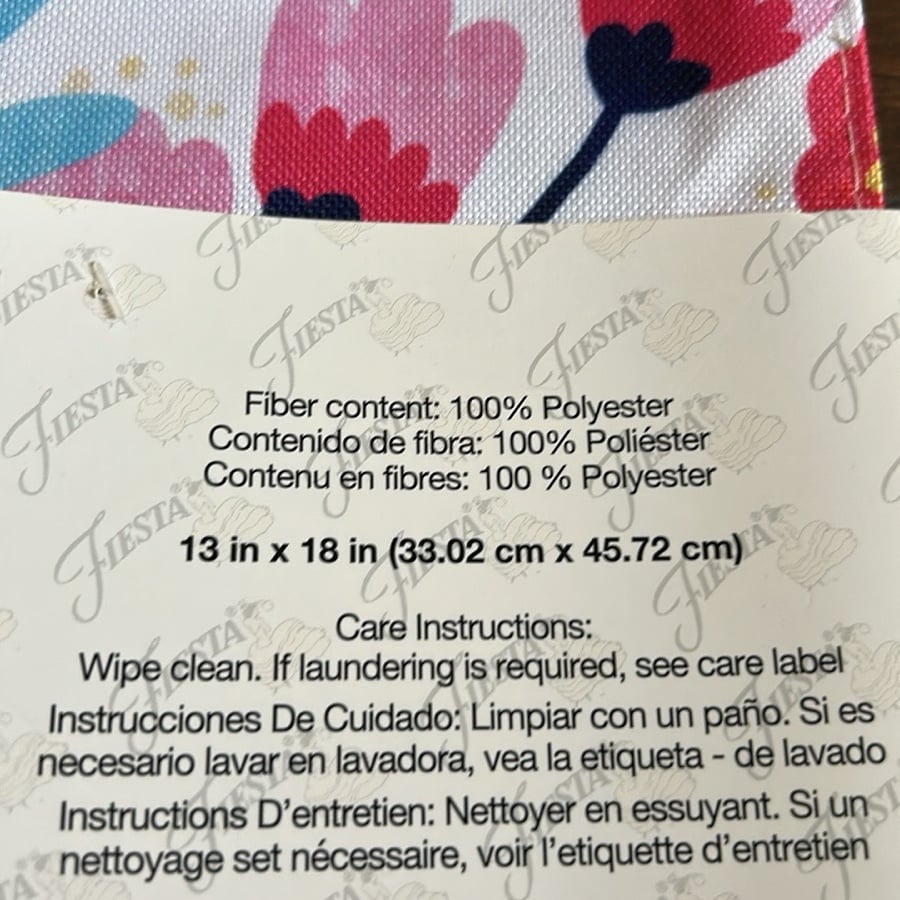 Fiber content: 100% Polyester
Contenido de fibra: 100% Poliéster
Contenu en fibres: 100 % Polyester
13 in x 18 in (33.02 cm x 45.72 cm)
Care Instructions:
Wipe clean. If laundering is required, see care label
Instrucciones De Cuidado: Limpiar con un paño. Si es
necesario lavar en lavadora, vea la etiqueta - de lavado
Instructions D'entretien: Nettoyer en essuyant. Si un
nettoyage set nécessaire, voir l'etiquette d'entretien
FIESTA